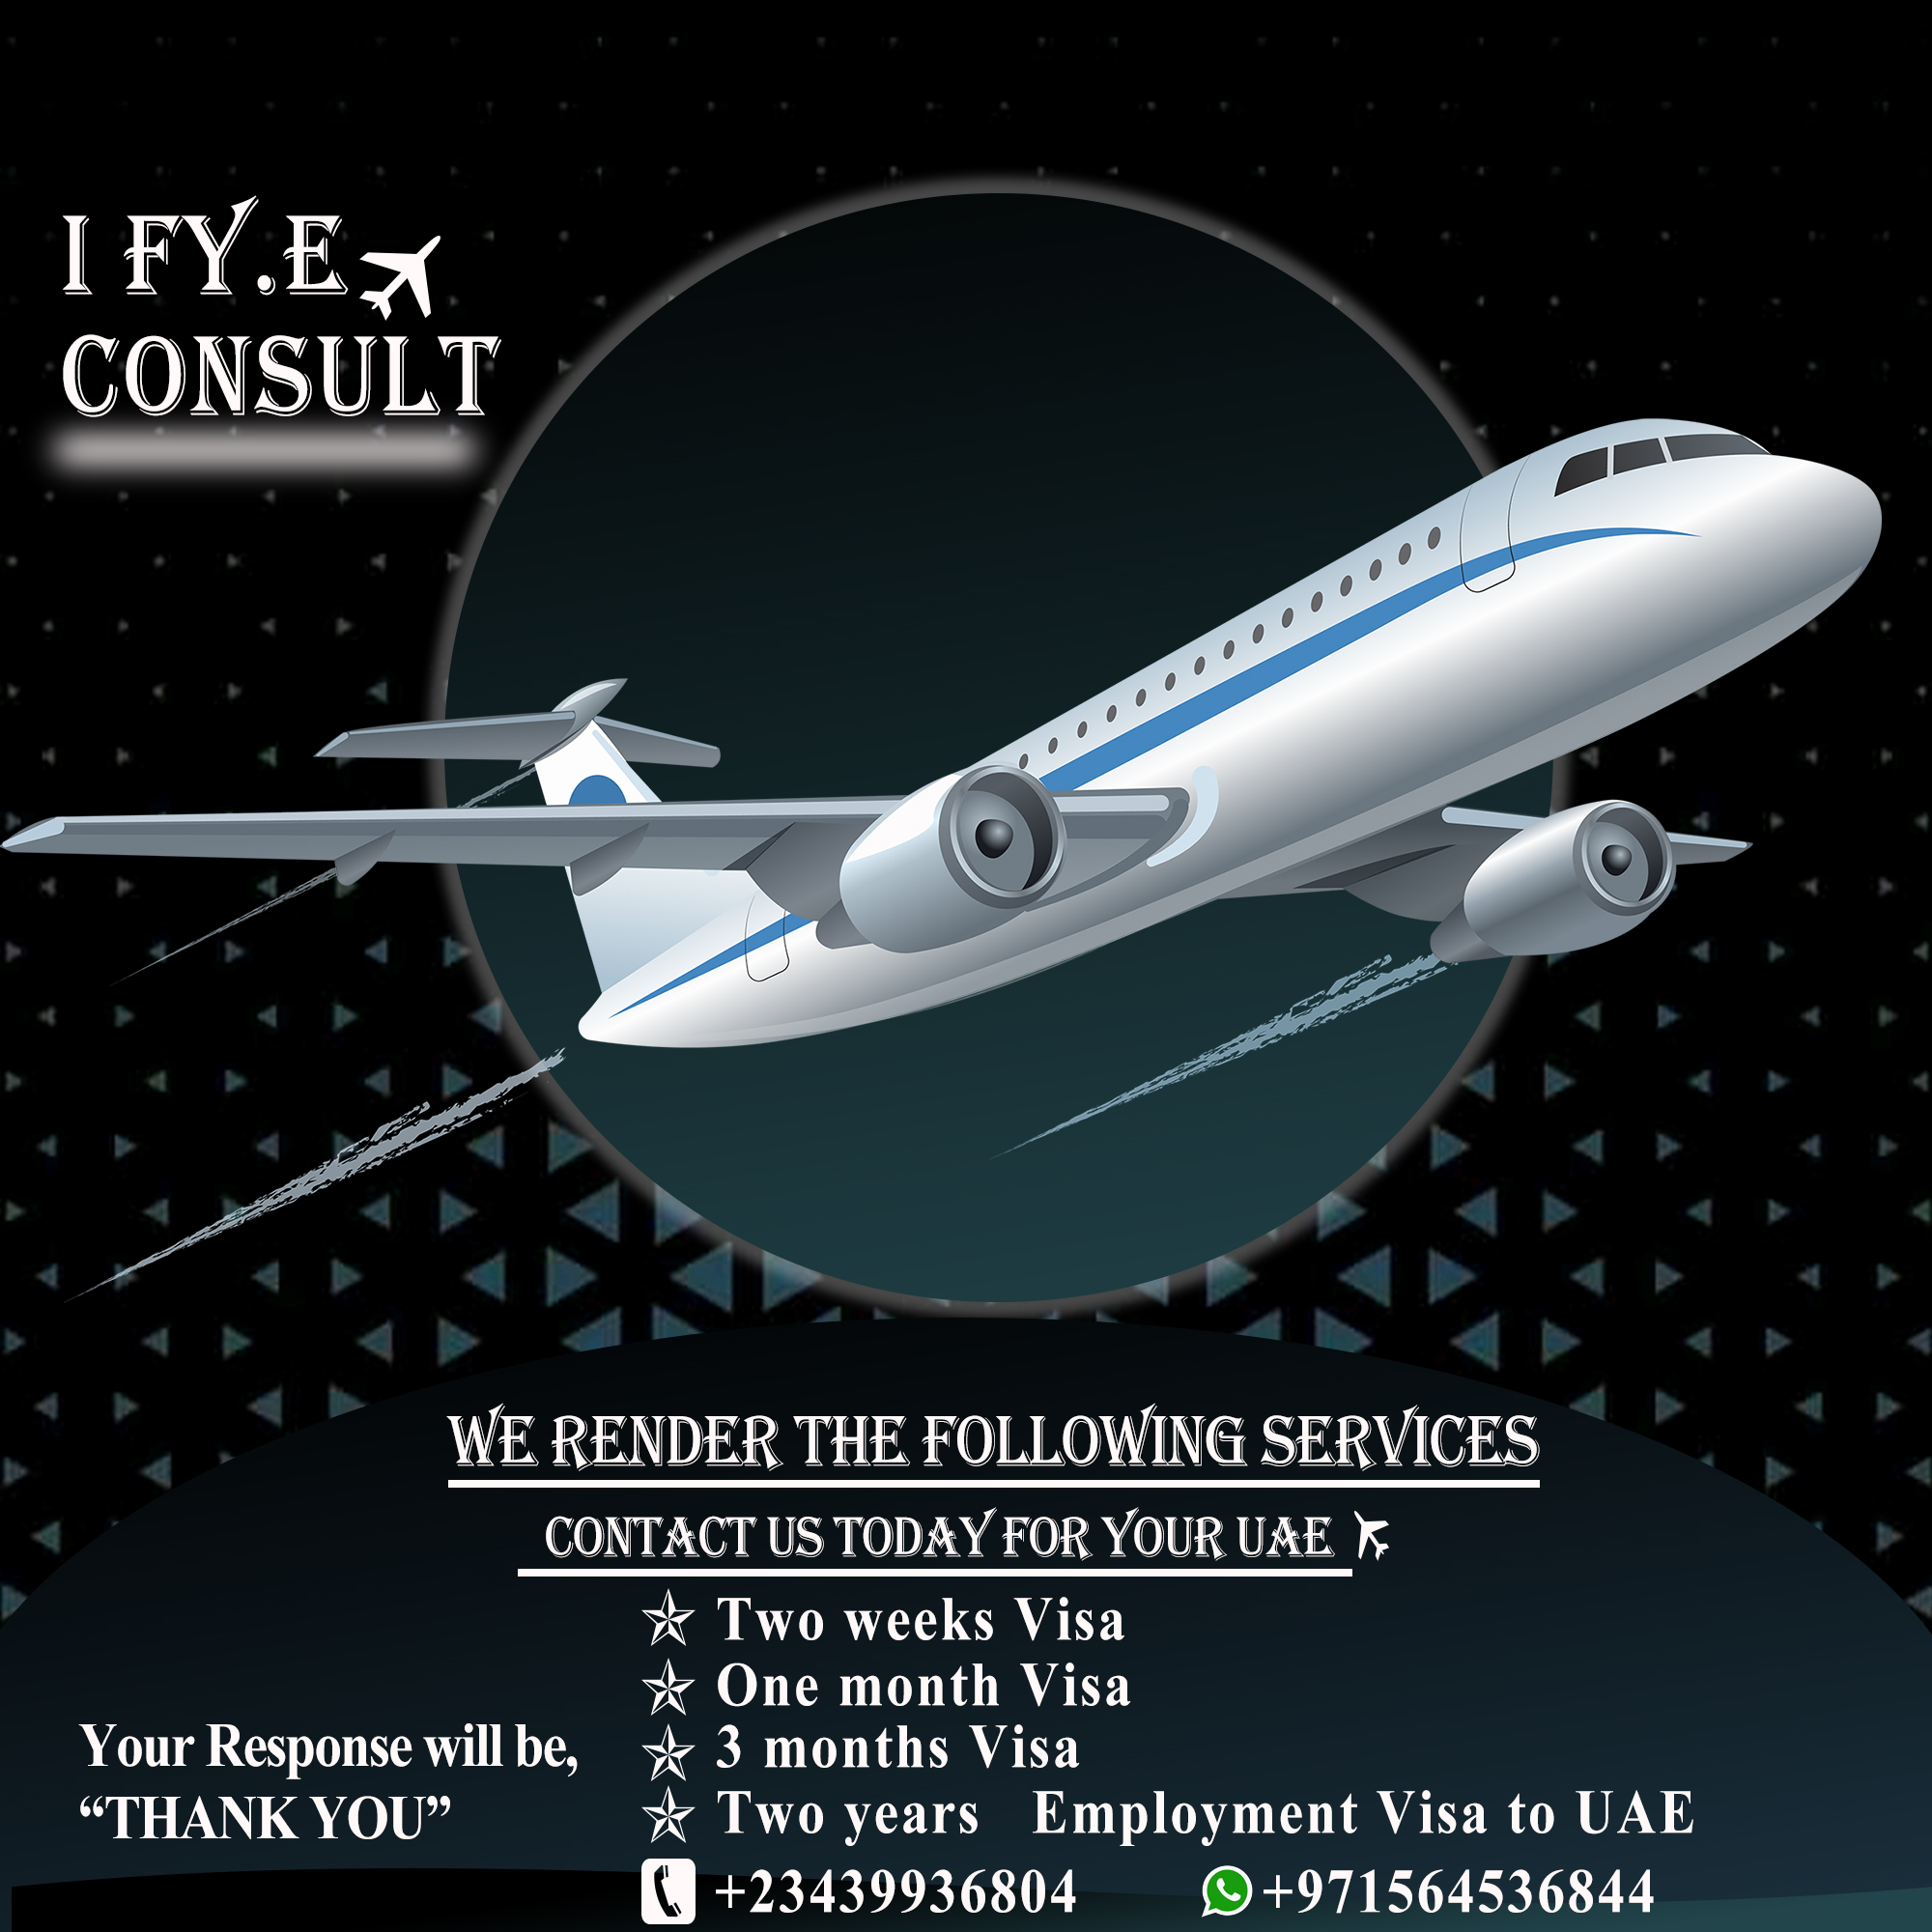 I FY.E
CONSULT
WE RENDER THE FOLLOWING SERVICES
CONTACT US TODAY FOR YOUR UAE
Two weeks Visa
One month Visa
3 months Visa
Two years Employment Visa to UAE
Your Response will be,
“THANK YOU”
+23439936804
+971564536844